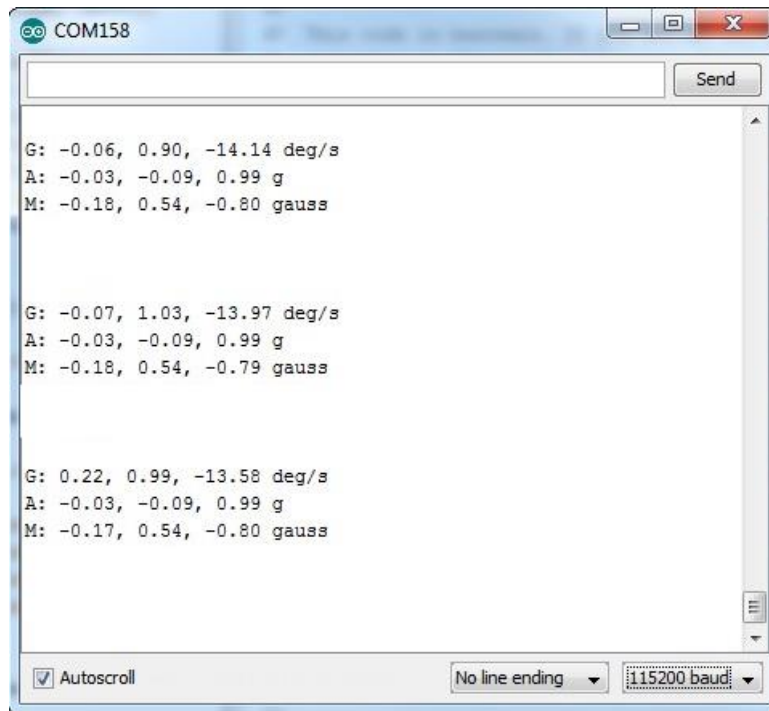 COM158
Send
G: -0.06, 0.90, -14.14 deg/s
A: -0.03, -0.09, 0.99 g
M: -0.18, 0.54, -0.80 gauss
G: -0.07, 1.03, -13.97 deg/s
A: -0.03, -0.09, 0.99 g
M: -0.18, 0.54, -0.79 gauss
G: 0.22, 0.99, -13.58 deg/s
A: -0.03, -0.09, 0.99 g
M: -0.17, 0.54, -0.80 gauss
Autoscroll
No line ending
115200 baud